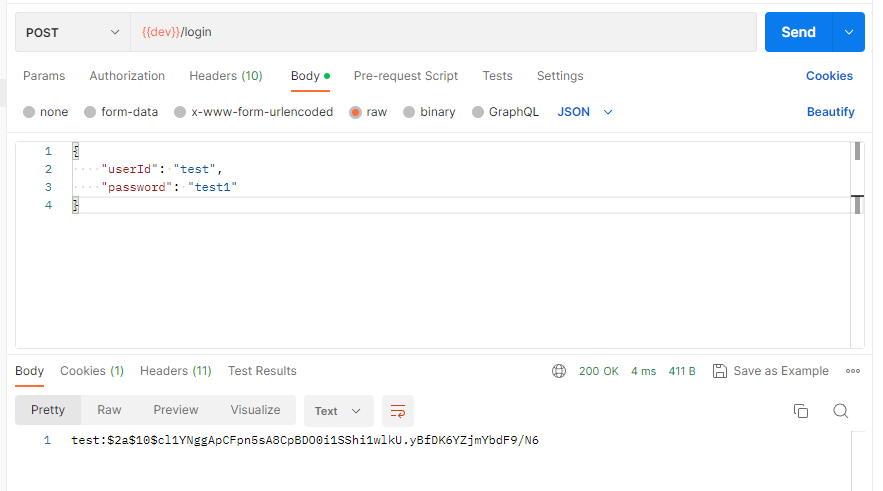 POST {{dev}}/login Send
Params Authorization Headers (10) Body Pre-request Script Tests Settings Cookies
none form-data x-www-form-urlencoded raw binary GraphQL JSON Beautify
1 {
2 ····"userId":·"test",
3 ····"password":·"test1"
4 }
Body Cookies (1) Headers (11) Test Results 200 OK 4 ms 411 B Save as Example
Pretty Raw Preview Visualize Text
1 test:$2a$10$cl1YNggApCFpn5sA8CpBDO0i1SShi1wlkU.yBfDK6YZjmYbdF9/N6